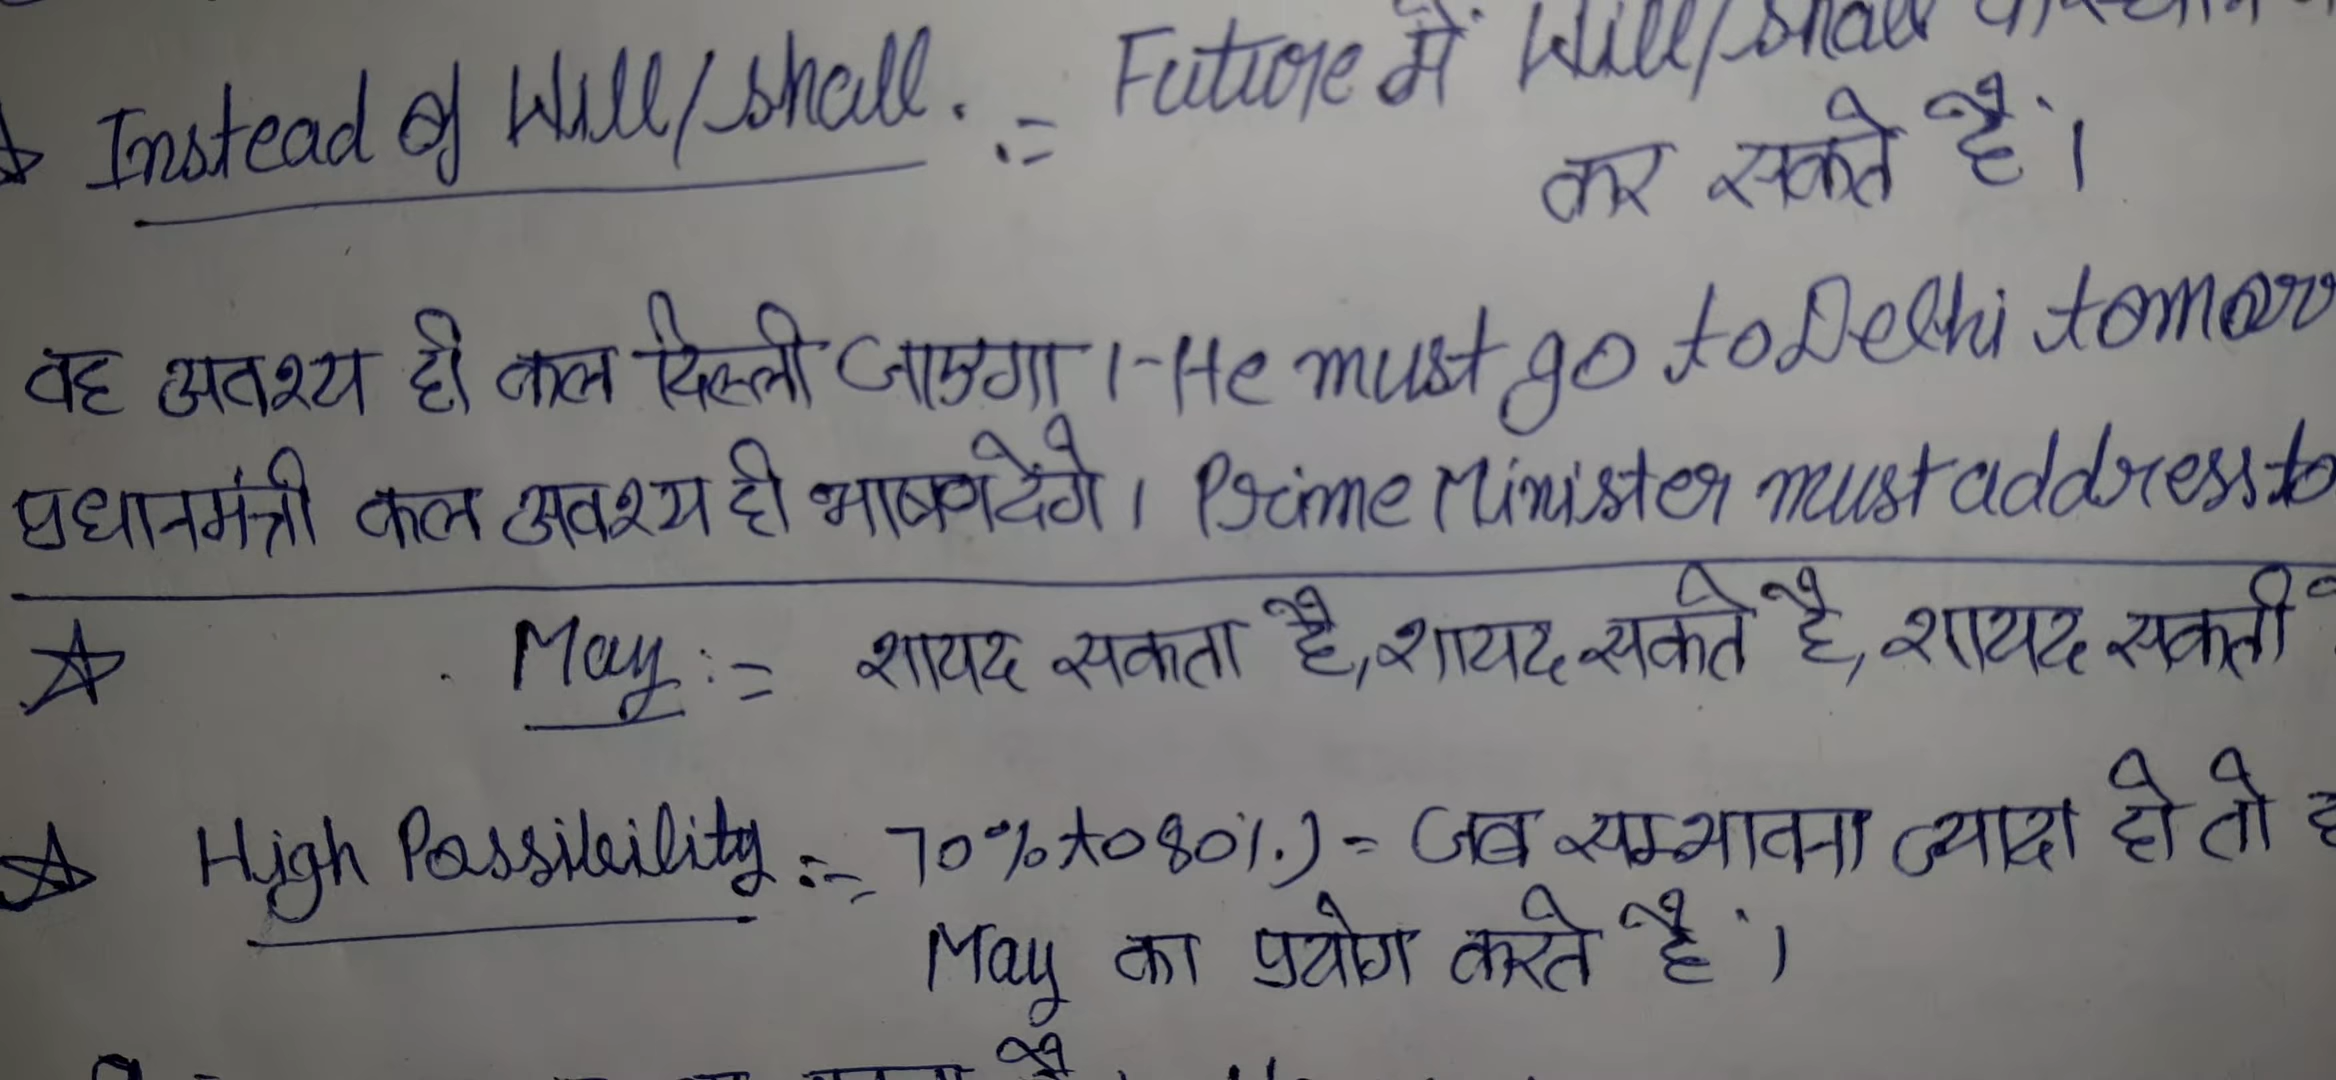 Instead of Will/shall. := Future में Will/shall के स्थान
कर सकते हैं।
वह अवश्य ही कल दिल्ली जाएगा।-He must go to Delhi tomorr
प्रधानमंत्री कल अवश्य ही भाषण देंगे। Prime Minister must address to
May := शायद सकता है, शायद सकते है, शायद सकती
High Possibility :=, 70% to 80%) = जब सम्भावना ज्यादा हो तो ह
May का प्रयोग करते हैं।